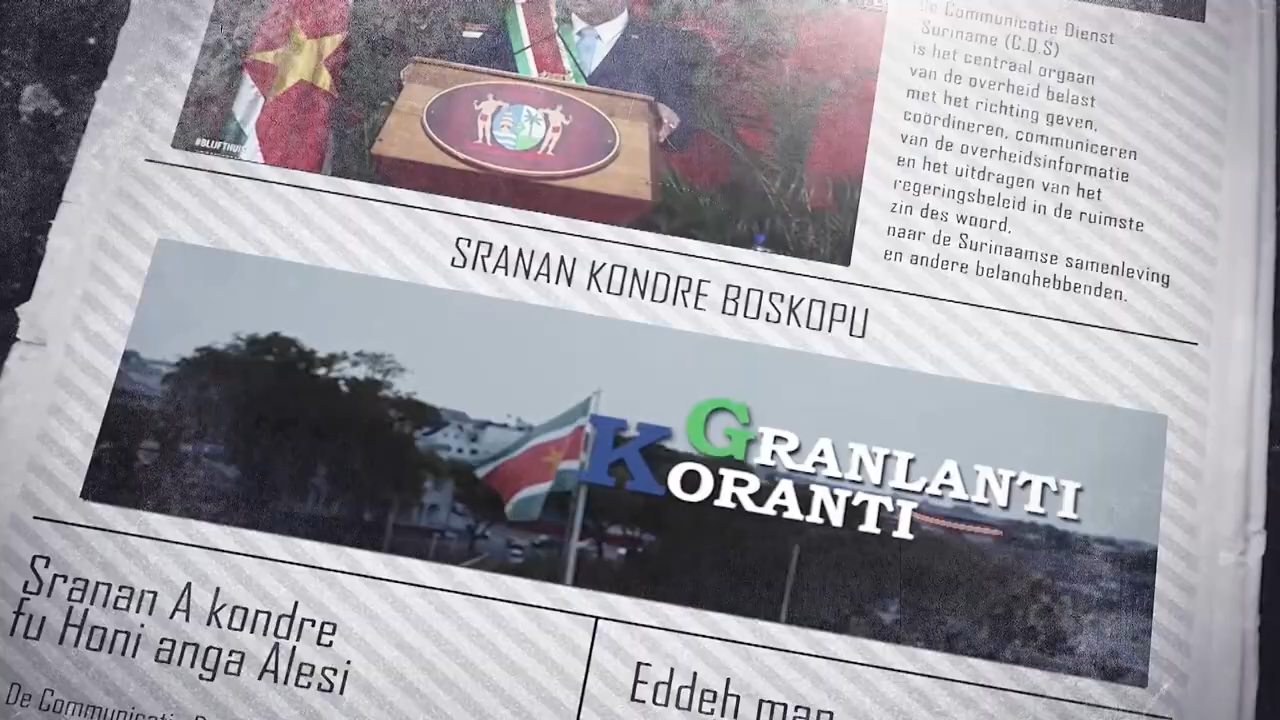 De Communicatie Dienst
Suriname (C.D.S)
is het centraal orgaan
van de overheid belast
met het richting geven,
coördineren, communiceren
van de overheidsinformatie
en het uitdragen van het
regeringsbeleid in de ruimste
zin des woord.
naar de Surinaamse samenleving
en andere belanghebbenden.
SRANAN KONDRE BOSKOPU
GRANLANTI
KORANTI
Sranan A kondre
fu Honi anga Alesi
Eddeh man
De Communicatie